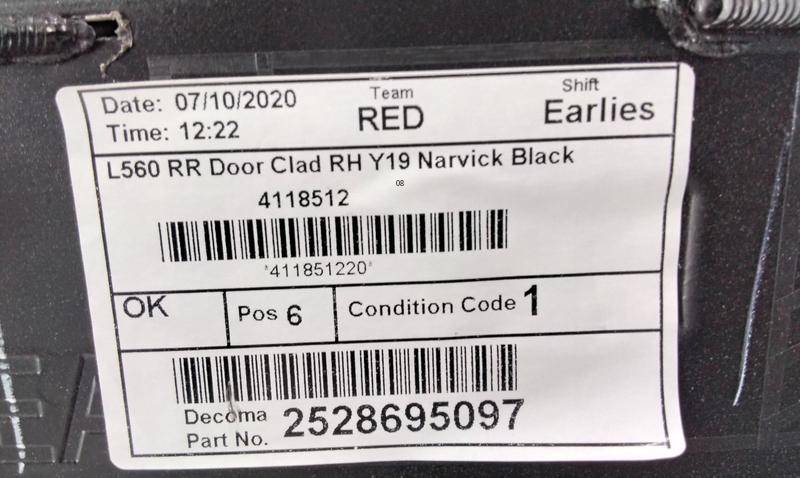 Date: 07/10/2020
Time: 12:22
Team
RED
Shift
Earlies
L560 RR Door Clad RH Y19 Narvick Black
08
4118512
*411851220*
OK
Pos 6
Condition Code 1
Decoma
Part No. 2528695097